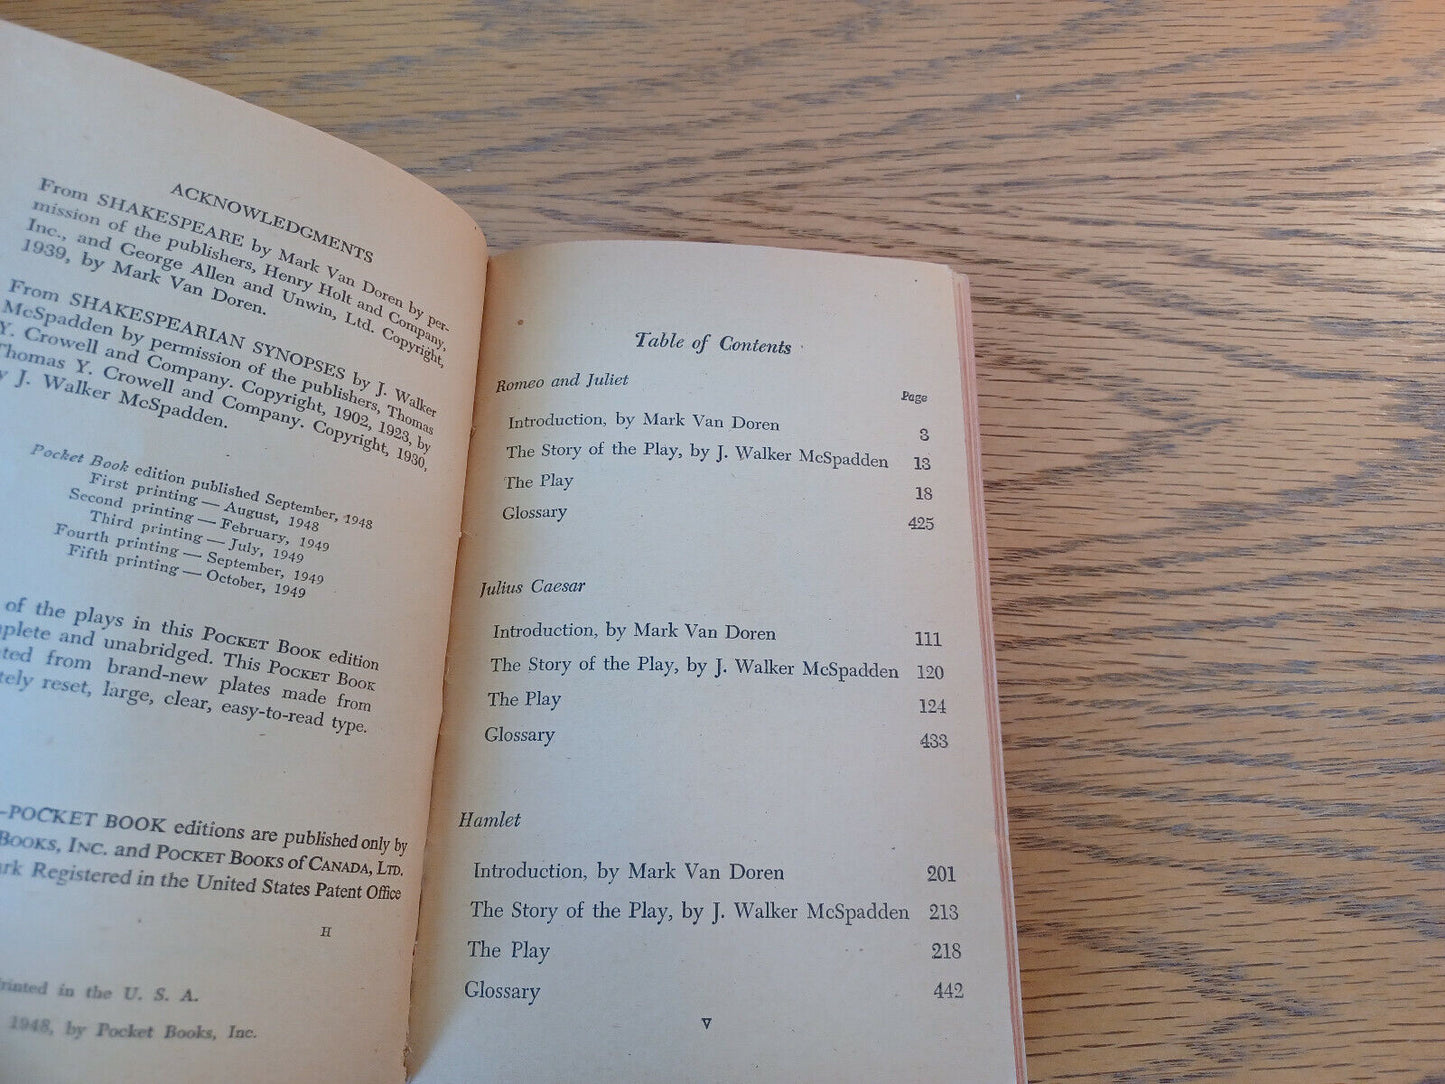 ACKNOWLEDGMENTS
From SHAKESPEARE by Mark Van Doren by per-
mission of the publishers, Henry Holt and Company,
Inc., and George Allen and Unwin, Ltd. Copyright,
1939, by Mark Van Doren.
From SHAKESPEARIAN SYNOPSES by J. Walker
McSpadden by permission of the publishers, Thomas
Y. Crowell and Company. Copyright, 1902, 1923, by
Thomas Y. Crowell and Company. Copyright, 1930,
by J. Walker McSpadden.
Pocket Book edition published September, 1948
First printing — August, 1948
Second printing — February, 1949
Third printing — July, 1949
Fourth printing — September, 1949
Fifth printing — October, 1949
of the plays in this POCKET BOOK edition
and unabridged. This POCKET BOOK
from brand-new plates made from
reset, large, clear, easy-to-read type.
POCKET BOOK editions are published only by
BOOKS, INC. and POCKET BOOKS of CANADA, LTD.
Registered in the United States Patent Office
H
Printed in the U. S. A.
1948, by Pocket Books, Inc.
Table of Contents
Romeo and Juliet
Page
Introduction, by Mark Van Doren 3
The Story of the Play, by J. Walker McSpadden 13
The Play 18
Glossary 425
Julius Caesar
Introduction, by Mark Van Doren 111
The Story of the Play, by J. Walker McSpadden 120
The Play 124
Glossary 433
Hamlet
Introduction, by Mark Van Doren 201
The Story of the Play, by J. Walker McSpadden 213
The Play 218
Glossary 442
V